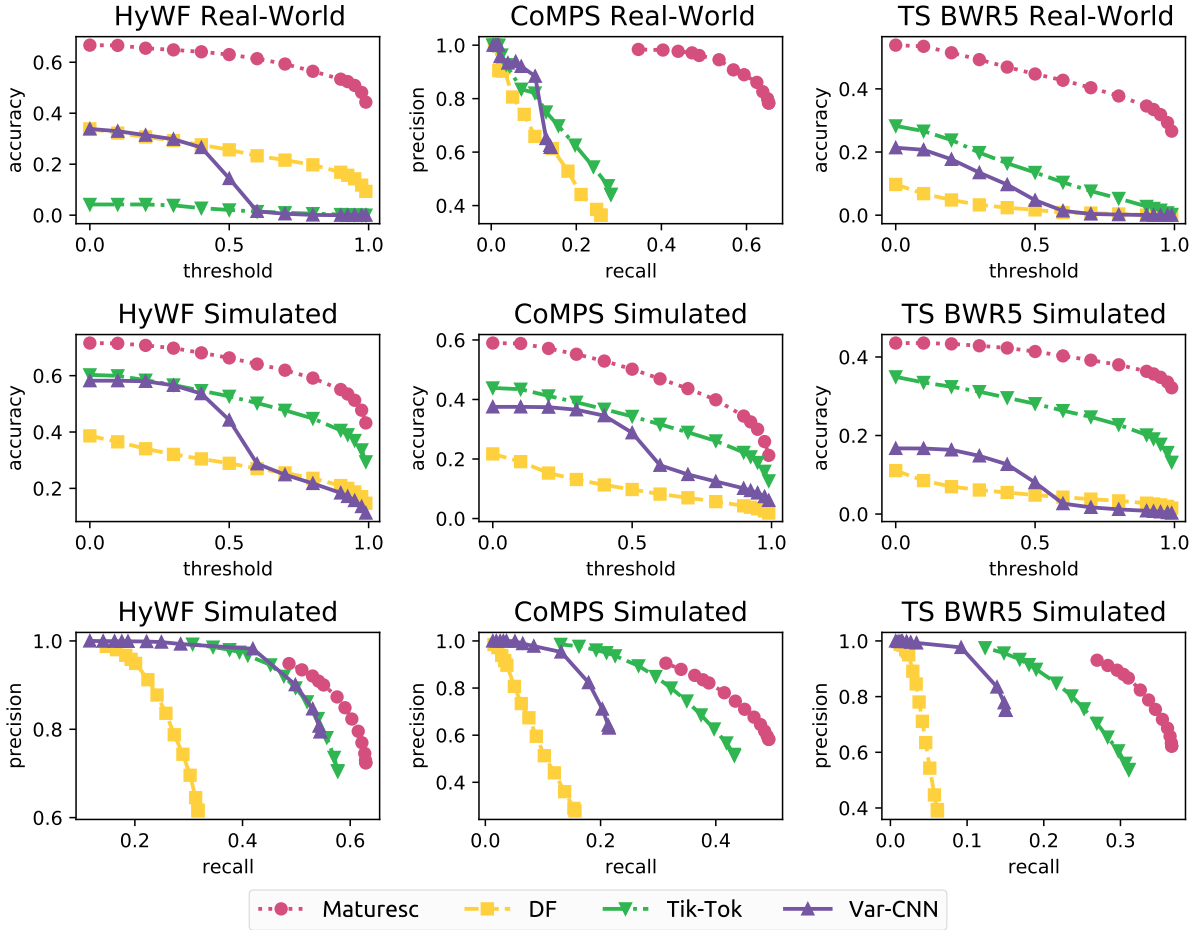 HyWF Real-World
CoMPS Real-World
TS BWR5 Real-World
accuracy
0.6
0.4
0.2
0.0
0.0
0.5
1.0
threshold
precision
1.0
0.8
0.6
0.4
0.0
0.2
0.4
0.6
recall
accuracy
0.4
0.2
0.0
0.0
0.5
1.0
threshold
HyWF Simulated
CoMPS Simulated
TS BWR5 Simulated
accuracy
0.6
0.4
0.2
0.0
0.5
1.0
threshold
accuracy
0.6
0.4
0.2
0.0
0.0
0.5
1.0
threshold
accuracy
0.4
0.2
0.0
0.0
0.5
1.0
threshold
HyWF Simulated
CoMPS Simulated
TS BWR5 Simulated
precision
1.0
0.8
0.6
0.2
0.4
0.6
recall
precision
1.0
0.8
0.6
0.4
0.0
0.2
0.4
recall
precision
1.0
0.8
0.6
0.4
0.0
0.1
0.2
0.3
recall
Maturesc
DF
Tik-Tok
Var-CNN